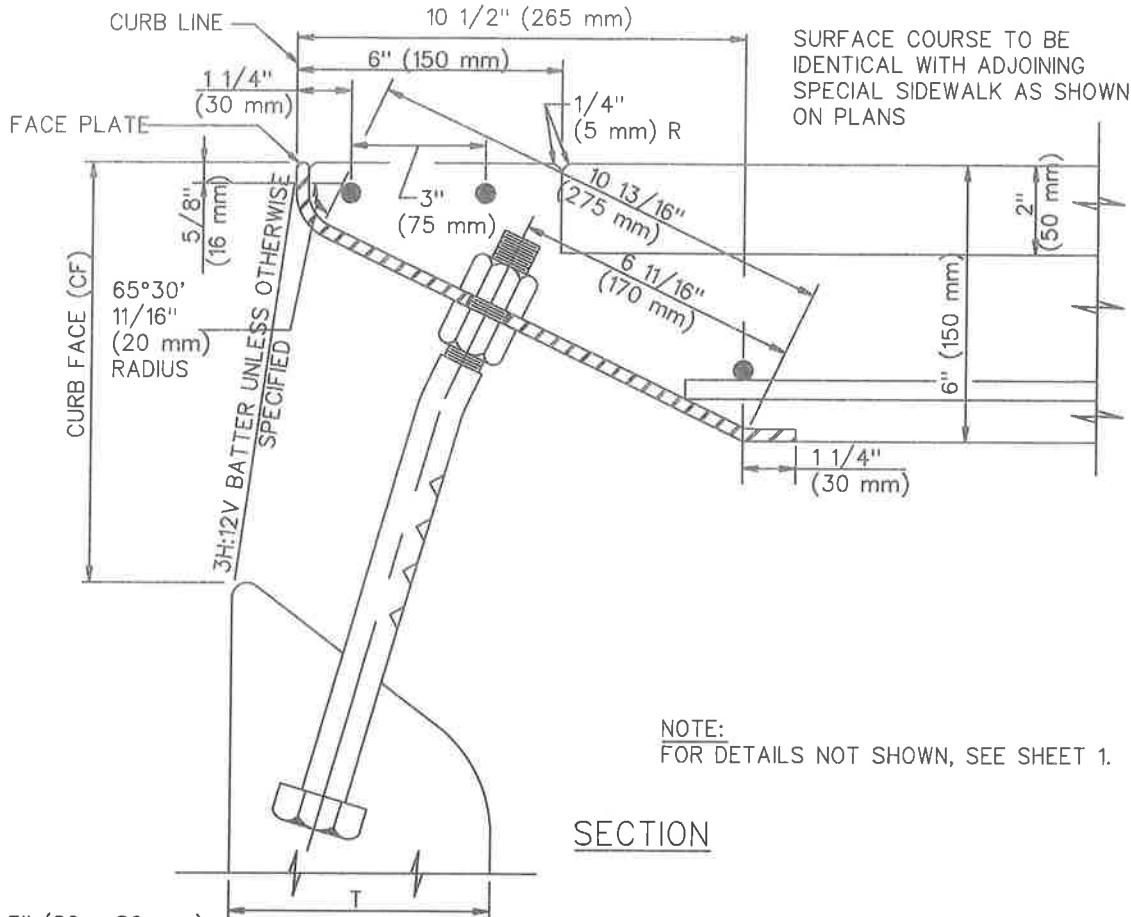 CURB LINE
10 1/2" (265 mm)
6" (150 mm)
1 1/4"
(30 mm)
FACE PLATE
SURFACE COURSE TO BE
IDENTICAL WITH ADJOINING
SPECIAL SIDEWALK AS SHOWN
ON PLANS
1/4"
(5 mm) R
3"
(75 mm)
10 13/16"
(275 mm)
2"
(50 mm)
5/8"
(16 mm)
6 11/16"
(170 mm)
6" (150 mm)
65°30'
11/16"
(20 mm)
RADIUS
CURB FACE (CF)
3H:12V BATTER UNLESS OTHERWISE
SPECIFIED
1 1/4"
(30 mm)
NOTE:
FOR DETAILS NOT SHOWN, SEE SHEET 1.
SECTION
T